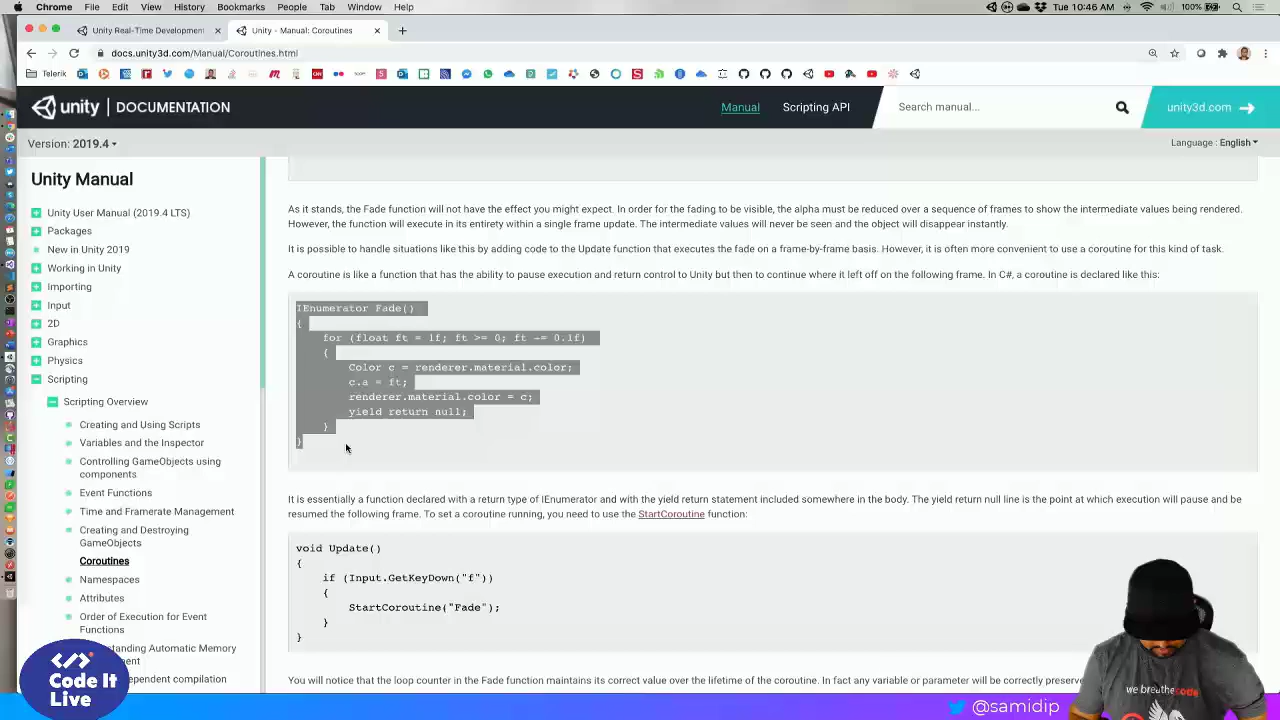 Chrome File Edit View History Bookmarks People Tab Window Help
100% Tue 10:46 AM
Unity Real-Time Development
Unity - Manual: Coroutines
docs.unity3d.com/Manual/Coroutines.html
Telerik
unity | DOCUMENTATION
Manual Scripting API
Search manual...
unity3d.com
Version: 2019.4
Language : English
Unity Manual
Unity User Manual (2019.4 LTS)
Packages
New in Unity 2019
Working in Unity
Importing
Input
2D
Graphics
Physics
Scripting
Scripting Overview
Creating and Using Scripts
Variables and the Inspector
Controlling GameObjects using
components
Event Functions
Time and Framerate Management
Creating and Destroying
GameObjects
Coroutines
Namespaces
Attributes
Order of Execution for Event
Functions
standing Automatic Memory
ement
ependent compilation
As it stands, the Fade function will not have the effect you might expect. In order for the fading to be visible, the alpha must be reduced over a sequence of frames to show the intermediate values being rendered.
However, the function will execute in its entirety within a single frame update. The intermediate values will never be seen and the object will disappear instantly.
It is possible to handle situations like this by adding code to the Update function that executes the fade on a frame-by-frame basis. However, it is often more convenient to use a coroutine for this kind of task.
A coroutine is like a function that has the ability to pause execution and return control to Unity but then to continue where it left off on the following frame. In C#, a coroutine is declared like this:
IEnumerator Fade()
{
for (float ft = 1f; ft >= 0; ft -= 0.1f)
{
Color c = renderer.material.color;
c.a = ft;
renderer.material.color = c;
yield return null;
}
}
It is essentially a function declared with a return type of IEnumerator and with the yield return statement included somewhere in the body. The yield return null line is the point at which execution will pause and be
resumed the following frame. To set a coroutine running, you need to use the StartCoroutine function:
void Update()
{
if (Input.GetKeyDown("f"))
{
StartCoroutine("Fade");
}
}
You will notice that the loop counter in the Fade function maintains its correct value over the lifetime of the coroutine. In fact any variable or parameter will be correctly preserve
</> Code It
Live
we breathe code
@samidip